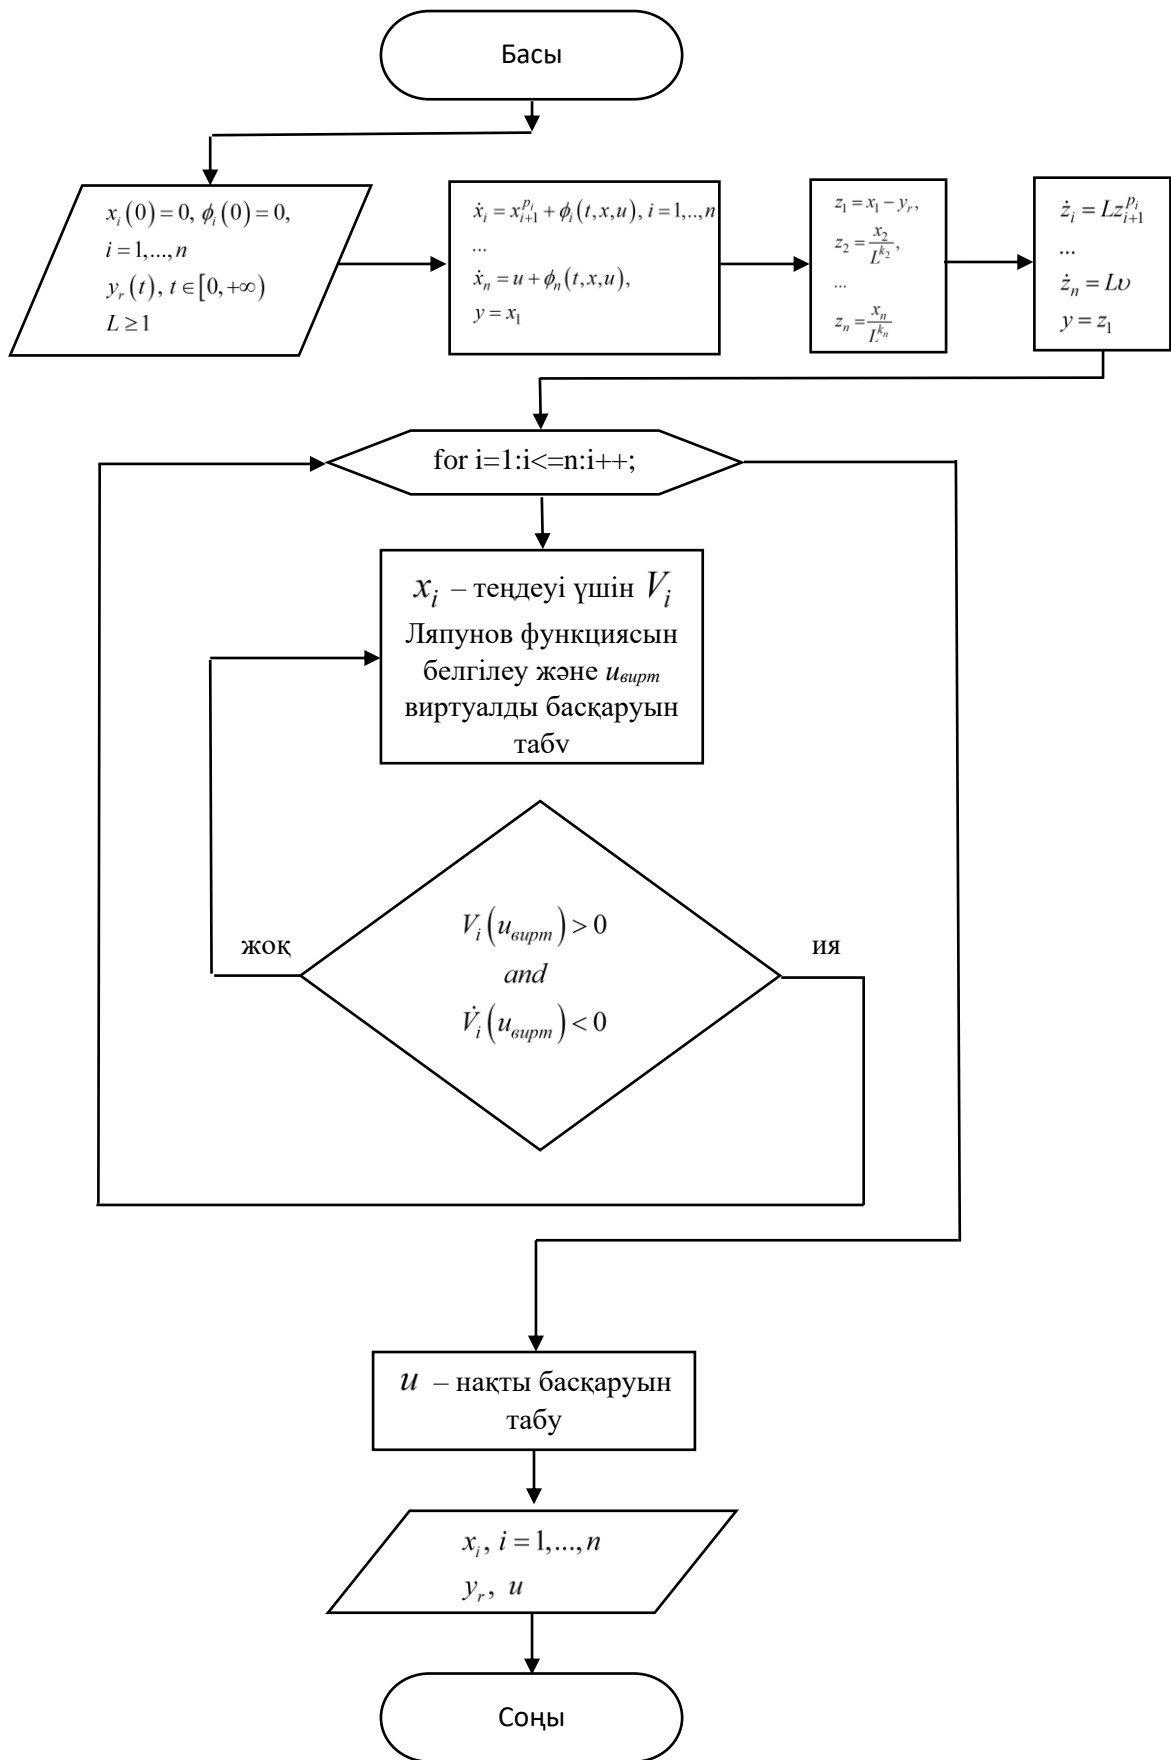 Басы
x_i(0)=0, ϕ_i(0)=0,
i=1,...,n
y_r(t), t∈[0,+∞)
L≥1
ẋ_i = x_{i+1}^{p_i} + ϕ_i(t,x,u), i=1,..,n
...
ẋ_n = u + ϕ_n(t,x,u),
y = x_1
z_1 = x_1 − y_r,
z_2 = x_2/L^{k_2},
...
z_n = x_n/L^{k_n}
ż_i = Lz_{i+1}^{p_i}
...
ż_n = Lυ
y = z_1
for i=1:i<=n:i++;
x_i – теңдеуі үшін V_i
Ляпунов функциясын
белгілеу және u_вирт
виртуалды басқаруын
табу
V_i(u_вирт) > 0
and
V̇_i(u_вирт) < 0
жоқ
ия
u – нақты басқаруын
табу
x_i, i=1,...,n
y_r, u
Соңы